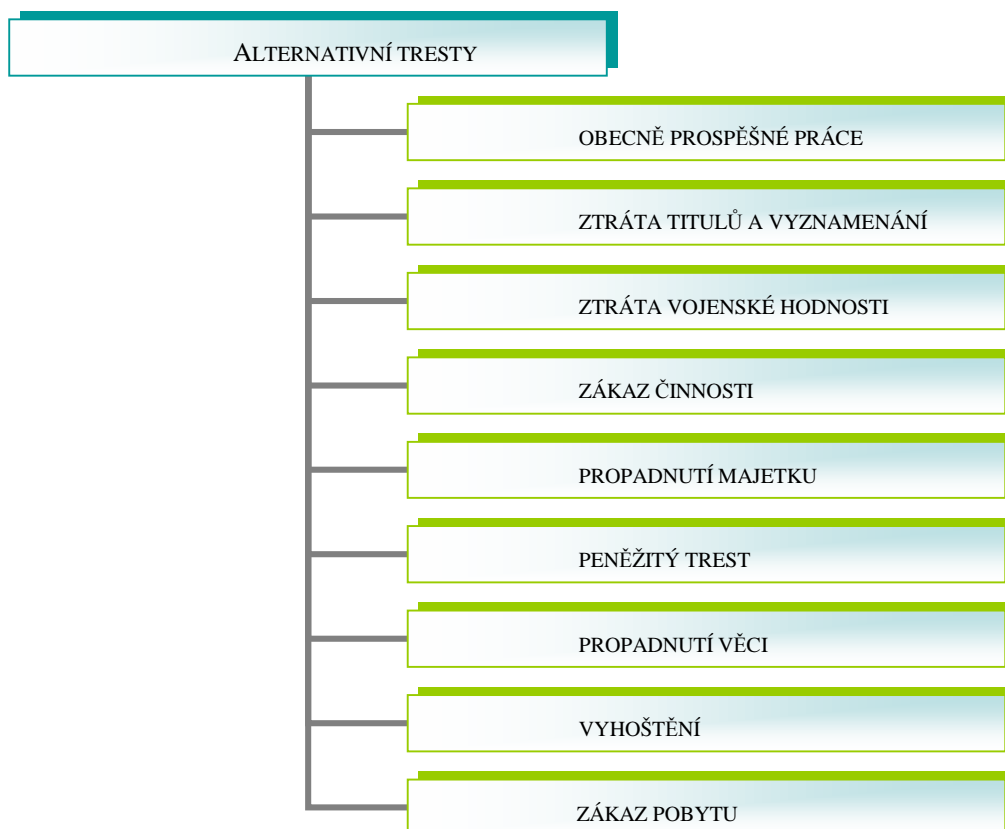 ALTERNATIVNÍ TRESTY
OBECNĚ PROSPĚŠNÉ PRÁCE
ZTRÁTA TITULŮ A VYZNAMENÁNÍ
ZTRÁTA VOJENSKÉ HODNOSTI
ZÁKAZ ČINNOSTI
PROPADNUTÍ MAJETKU
PENĚŽITÝ TREST
PROPADNUTÍ VĚCI
VYHOŠTĚNÍ
ZÁKAZ POBYTU